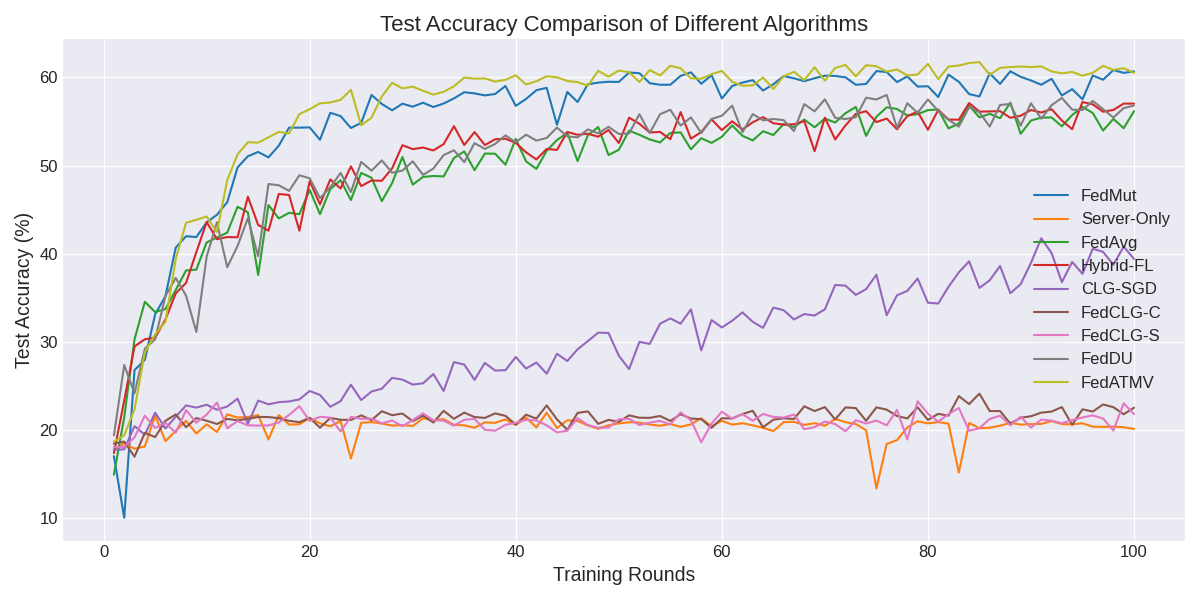 Test Accuracy Comparison of Different Algorithms
Test Accuracy (%)
60
50
40
30
20
10
0
20
40
60
80
100
Training Rounds
FedMut
Server-Only
FedAvg
Hybrid-FL
CLG-SGD
FedCLG-C
FedCLG-S
FedDU
FedATMV